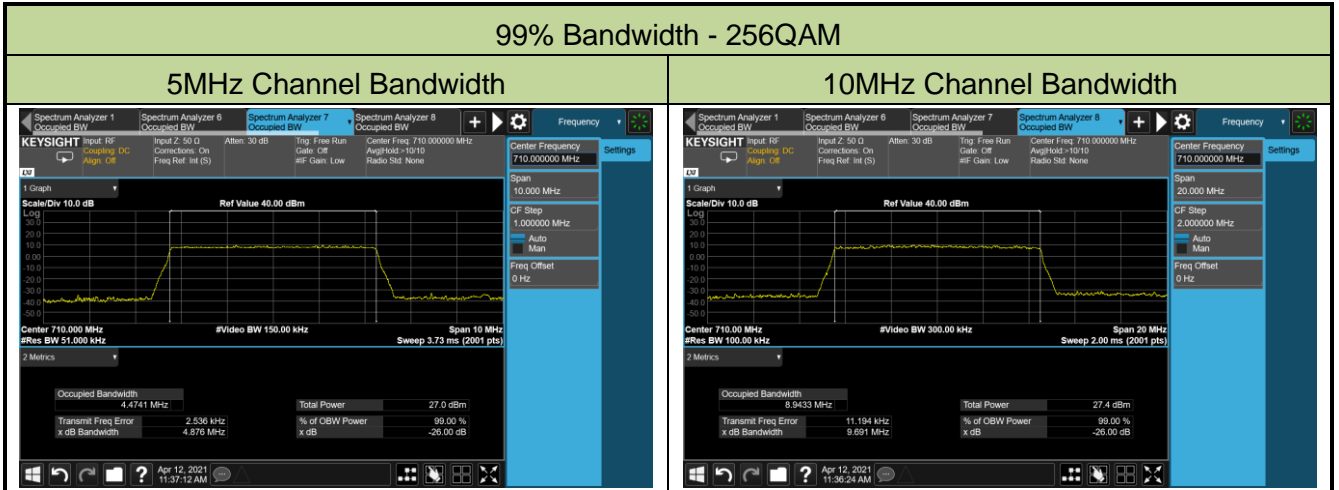 99% Bandwidth - 256QAM
5MHz Channel Bandwidth
10MHz Channel Bandwidth
Spectrum Analyzer 1
Occupied BW
Spectrum Analyzer 6
Occupied BW
Spectrum Analyzer 7
Occupied BW
Spectrum Analyzer 8
Occupied BW
Frequency
KEYSIGHT
Input: RF
Coupling: DC
Align: Off
Input Z: 50 Ω
Corrections: On
Freq Ref: Int (S)
Atten: 30 dB
Trig: Free Run
Gate: Off
#IF Gain: Low
Center Freq: 710.000000 MHz
Avg|Hold:>10/10
Radio Std: None
LXI
Center Frequency
710.000000 MHz
Settings
Span
10.000 MHz
CF Step
1.000000 MHz
Auto
Man
Freq Offset
0 Hz
1 Graph
Scale/Div 10.0 dB
Ref Value 40.00 dBm
Log
30.0
20.0
10.0
0.00
-10.0
-20.0
-30.0
-40.0
-50.0
Center 710.000 MHz
#Video BW 150.00 kHz
Span 10 MHz
#Res BW 51.000 kHz
Sweep 3.73 ms (2001 pts)
2 Metrics
Occupied Bandwidth
4.4741 MHz
Total Power 27.0 dBm
Transmit Freq Error 2.536 kHz
% of OBW Power 99.00 %
x dB Bandwidth 4.876 MHz
x dB -26.00 dB
?
Apr 12, 2021
11:37:12 AM
Spectrum Analyzer 1
Occupied BW
Spectrum Analyzer 6
Occupied BW
Spectrum Analyzer 7
Occupied BW
Spectrum Analyzer 8
Occupied BW
Frequency
KEYSIGHT
Input: RF
Coupling: DC
Align: Off
Input Z: 50 Ω
Corrections: On
Freq Ref: Int (S)
Atten: 30 dB
Trig: Free Run
Gate: Off
#IF Gain: Low
Center Freq: 710.000000 MHz
Avg|Hold:>10/10
Radio Std: None
LXI
Center Frequency
710.000000 MHz
Settings
Span
20.000 MHz
CF Step
2.000000 MHz
Auto
Man
Freq Offset
0 Hz
1 Graph
Scale/Div 10.0 dB
Ref Value 40.00 dBm
Log
30.0
20.0
10.0
0.00
-10.0
-20.0
-30.0
-40.0
-50.0
Center 710.00 MHz
#Video BW 300.00 kHz
Span 20 MHz
#Res BW 100.00 kHz
Sweep 2.00 ms (2001 pts)
2 Metrics
Occupied Bandwidth
8.9433 MHz
Total Power 27.4 dBm
Transmit Freq Error 11.194 kHz
% of OBW Power 99.00 %
x dB Bandwidth 9.691 MHz
x dB -26.00 dB
?
Apr 12, 2021
11:36:24 AM